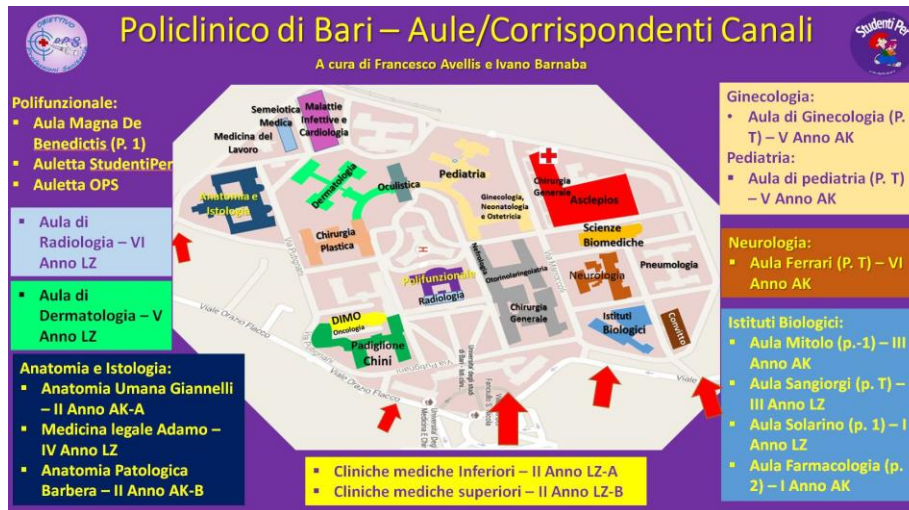 Policlinico di Bari – Aule/Corrispondenti Canali
A cura di Francesco Avellis e Ivano Barnaba
OBIETTIVO
StudentiPer
Polifunzionale:
▪ Aula Magna De
Benedictis (P. 1)
▪ Auletta StudentiPer
▪ Auletta OPS
▪ Aula di
Radiologia – VI
Anno LZ
▪ Aula di
Dermatologia – V
Anno LZ
Anatomia e Istologia:
▪ Anatomia Umana Giannelli
– II Anno AK-A
▪ Medicina legale Adamo –
IV Anno LZ
▪ Anatomia Patologica
Barbera – II Anno AK-B
Semeiotica
Medica
Malattie
Infettive e
Cardiologia
Medicina del
Lavoro
Anatomia e
Istologia
Dermatologia
Oculistica
Pediatria
Chirurgia
Generale
Asclepios
Ginecologia,
Neonatologia
e Ostetricia
Chirurgia
Plastica
Scienze
Biomediche
Nefrologia
Otorinolaringoiatria
Neurologia
Pneumologia
H
Polifunzionale
Radiologia
Chirurgia
Generale
Istituti
Biologici
Convitto
DIMO
Oncologia
Padiglione
Chini
Via Putignani
Viale Orazio Flacco
Viale Orazio Flacco
Viale
▪ Cliniche mediche Inferiori – II Anno LZ-A
▪ Cliniche mediche superiori – II Anno LZ-B
Ginecologia:
• Aula di Ginecologia (P.
T) – V Anno AK
Pediatria:
▪ Aula di pediatria (P. T)
– V Anno AK
Neurologia:
▪ Aula Ferrari (P. T) – VI
Anno AK
Istituti Biologici:
▪ Aula Mitolo (p.-1) – III
Anno AK
▪ Aula Sangiorgi (p. T) –
III Anno LZ
▪ Aula Solarino (p. 1) – I
Anno LZ
▪ Aula Farmacologia (p.
2) – I Anno AK